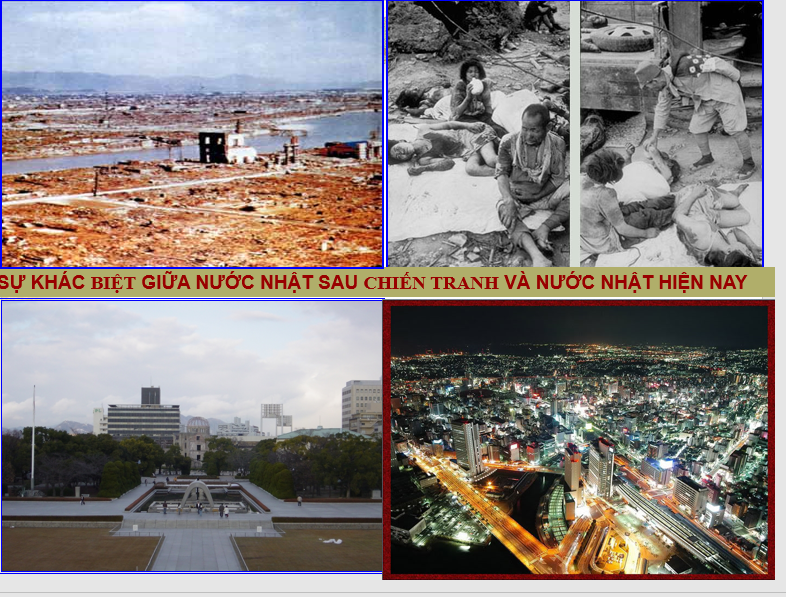 SỰ KHÁC BIỆT GIỮA NƯỚC NHẬT SAU CHIẾN TRANH VÀ NƯỚC NHẬT HIỆN NAY